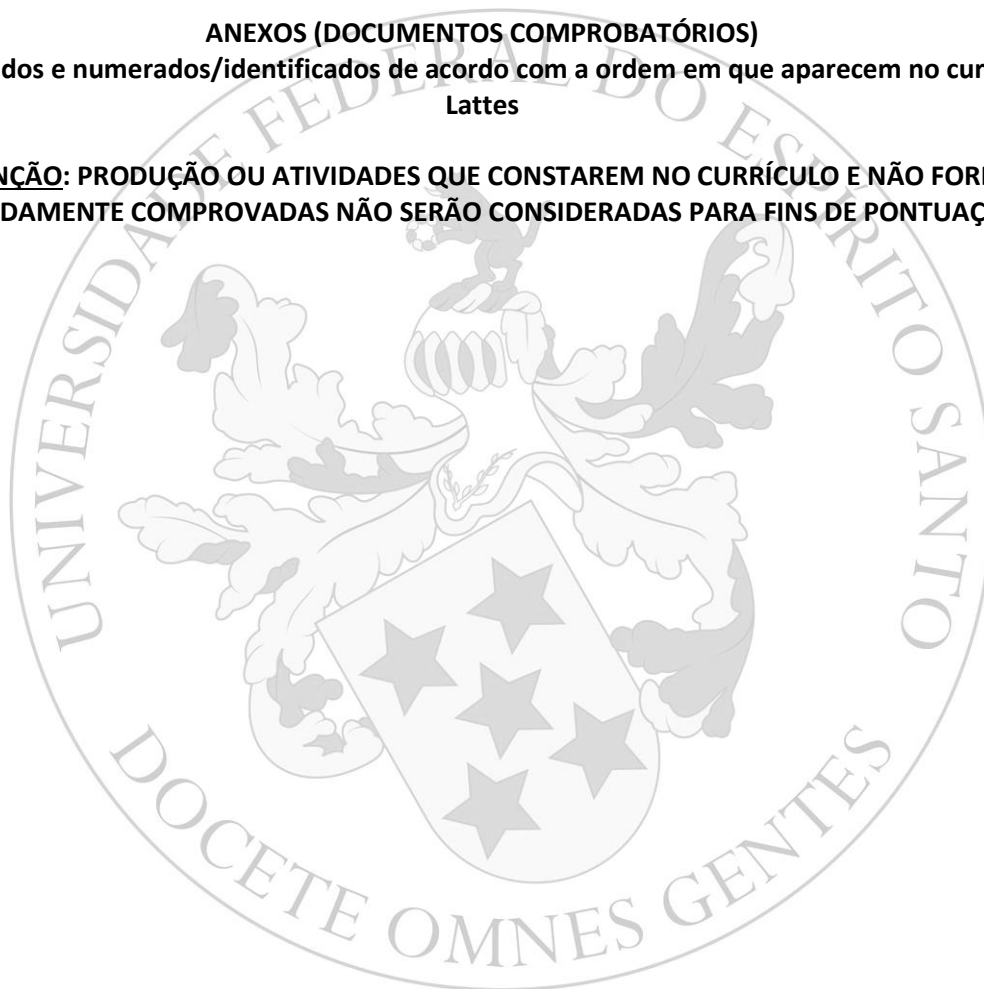 ANEXOS (DOCUMENTOS COMPROBATÓRIOS)
dos e numerados/identificados de acordo com a ordem em que aparecem no cur
Lattes
NÇÃO: PRODUÇÃO OU ATIVIDADES QUE CONSTAREM NO CURRÍCULO E NÃO FOR
DAMENTE COMPROVADAS NÃO SERÃO CONSIDERADAS PARA FINS DE PONTUAÇ
UNIVERSIDADE FEDERAL DO ESPÍRITO SANTO
DOCETE OMNES GENTES